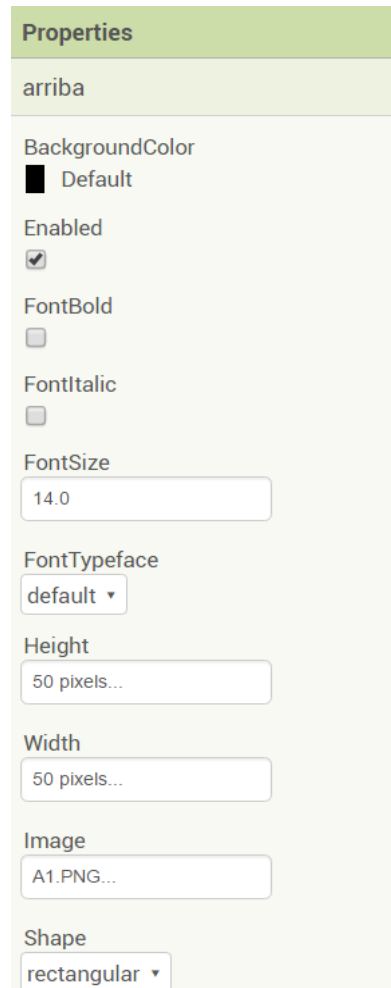 Properties
arriba
BackgroundColor
Default
Enabled
FontBold
FontItalic
FontSize
14.0
FontTypeface
default
Height
50 pixels...
Width
50 pixels...
Image
A1.PNG...
Shape
rectangular